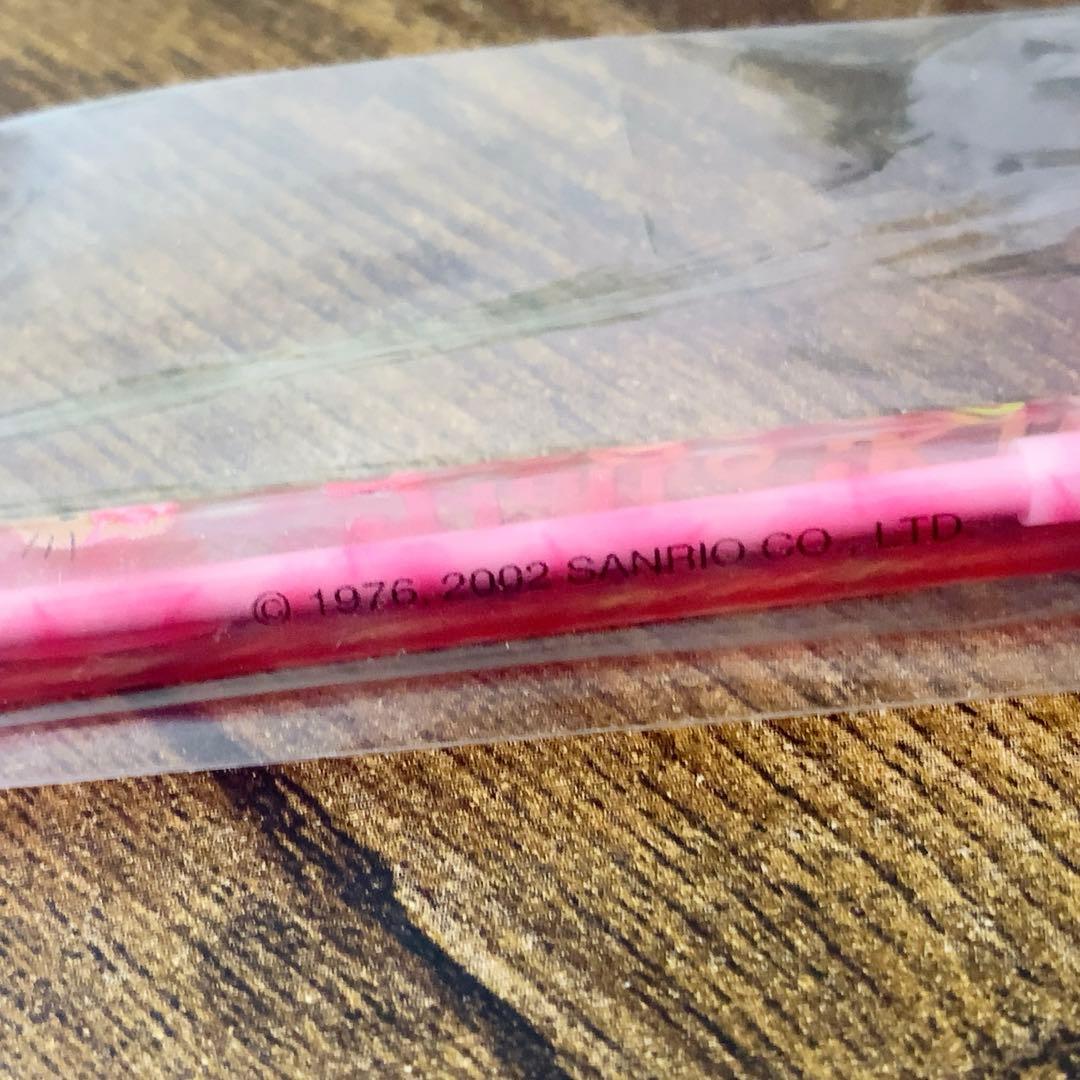 © 1976, 2002 SANRIO CO., LTD.